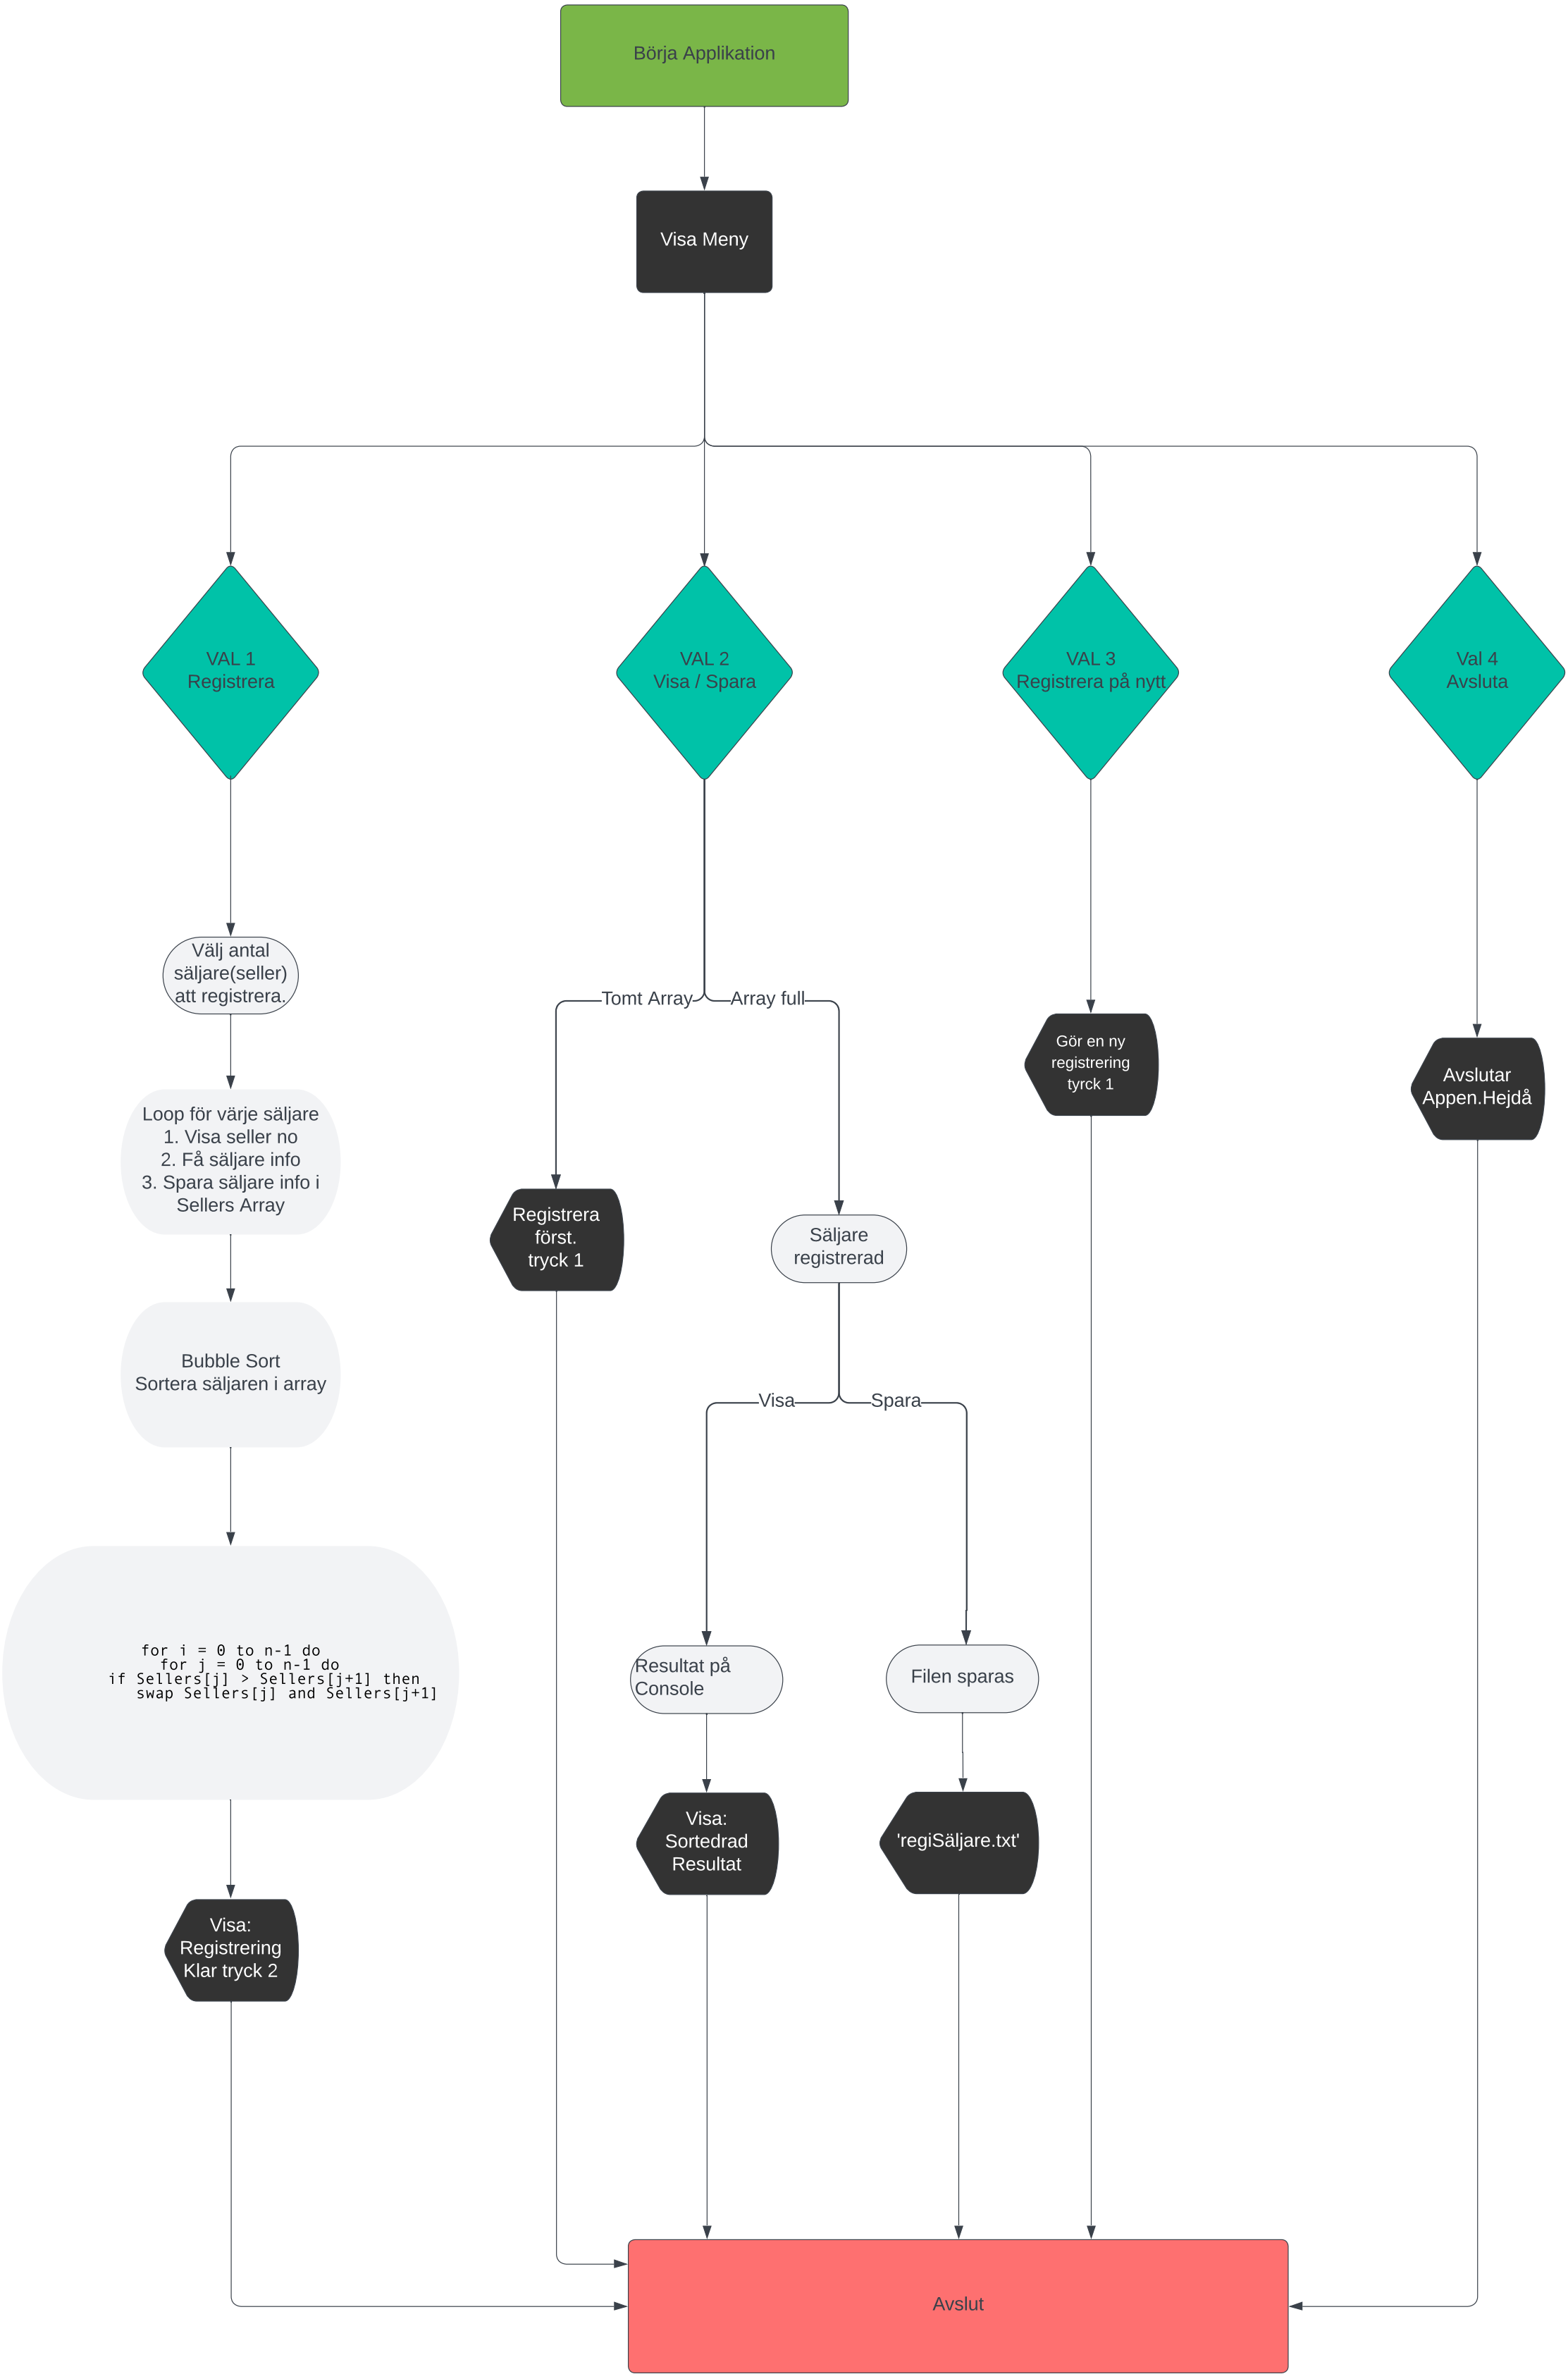 Börja Applikation
Visa Meny
VAL 1
Registrera
VAL 2
Visa / Spara
VAL 3
Registrera på nytt
Val 4
Avsluta
Välj antal
säljare(seller)
att registrera.
Loop för värje säljare
1. Visa seller no
2. Få säljare info
3. Spara säljare info i
Sellers Array
Bubble Sort
Sortera säljaren i array
for i = 0 to n-1 do
for j = 0 to n-1 do
if Sellers[j] > Sellers[j+1] then
swap Sellers[j] and Sellers[j+1]
Visa:
Registrering
Klar tryck 2
Tomt Array
Array full
Registrera
först.
tryck 1
Säljare
registrerad
Visa
Spara
Resultat på
Console
Filen sparas
Visa:
Sortedrad
Resultat
'regiSäljare.txt'
Gör en ny
registrering
tyrck 1
Avslutar
Appen.Hejdå
Avslut